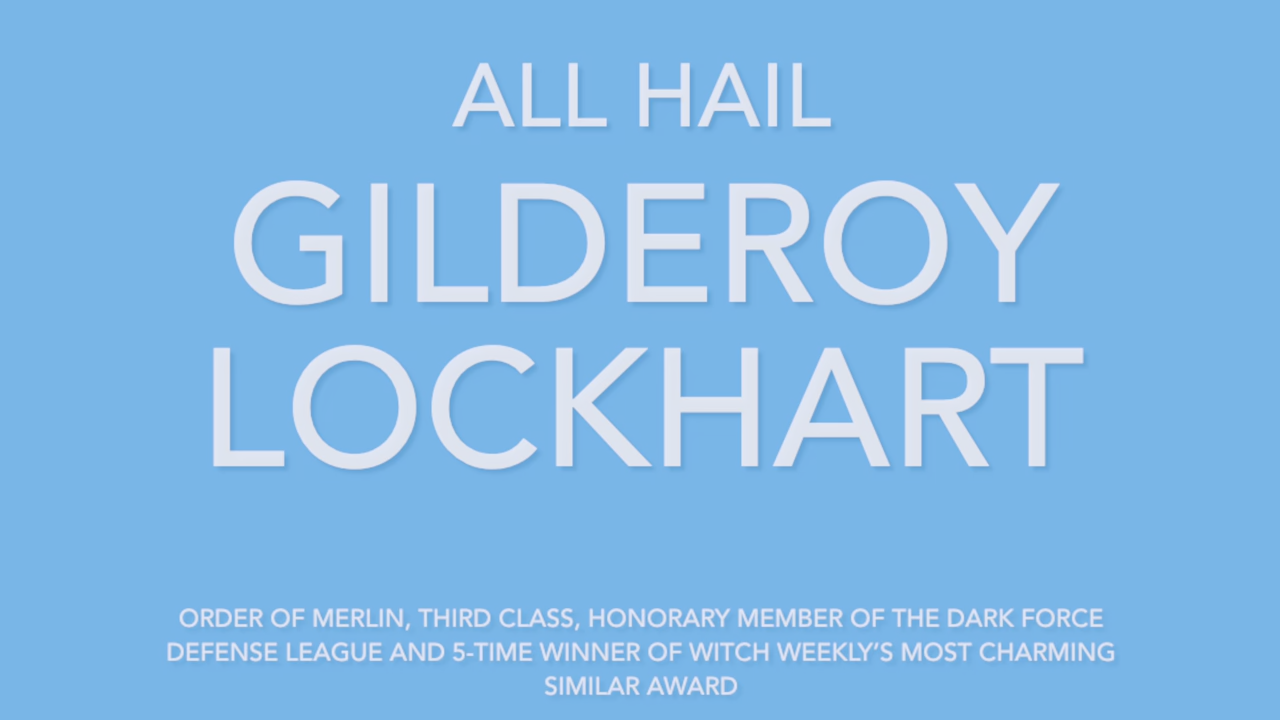 ALL HAIL
GILDEROY
LOCKHART
ORDER OF MERLIN, THIRD CLASS, HONORARY MEMBER OF THE DARK FORCE
DEFENSE LEAGUE AND 5-TIME WINNER OF WITCH WEEKLY’S MOST CHARMING
SIMILAR AWARD